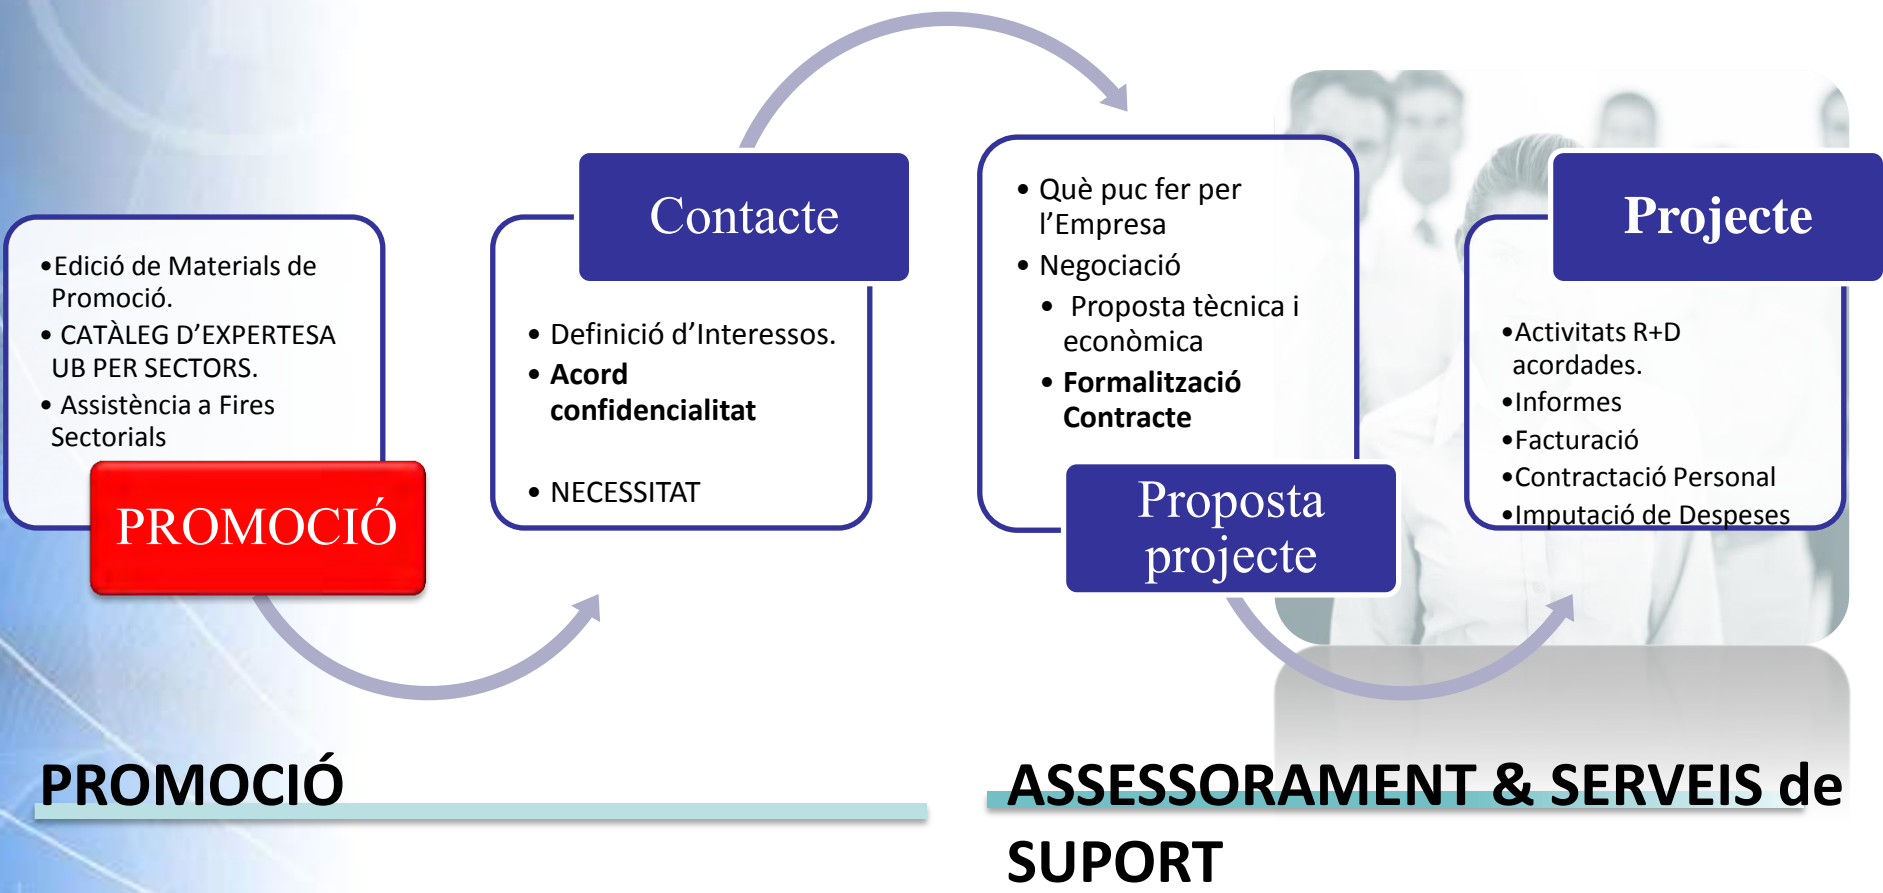 •Edició de Materials de
Promoció.
• CATÀLEG D’EXPERTESA
UB PER SECTORS.
• Assistència a Fires
Sectorials
PROMOCIÓ
Contacte
• Definició d’Interessos.
• Acord
confidencialitat
• NECESSITAT
• Què puc fer per
l’Empresa
• Negociació
• Proposta tècnica i
econòmica
• Formalització
Contracte
Proposta
projecte
Projecte
•Activitats R+D
acordades.
•Informes
•Facturació
•Contractació Personal
•Imputació de Despeses
PROMOCIÓ
ASSESSORAMENT & SERVEIS de
SUPORT